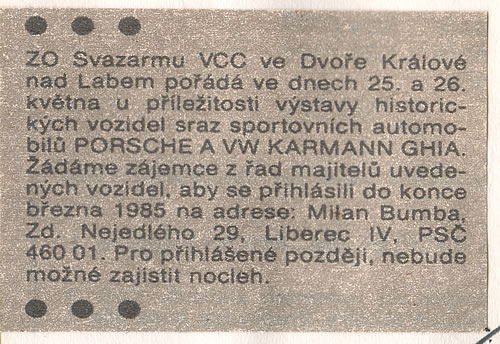 ZO Svazarmu VCC ve Dvoře Králové
nad Labem pořádá ve dnech 25. a 26.
května u příležitosti výstavy historic-
kých vozidel sraz sportovních automo-
bilů PORSCHE A VW KARMANN GHIA.
Žádáme zájemce z řad majitelů uvede-
ných vozidel, aby se přihlásili do konce
března 1985 na adrese: Milan Bumba,
Zd. Nejedlého 29, Liberec IV, PSČ
460 01. Pro přihlášené později, nebude
možné zajistit nocleh.